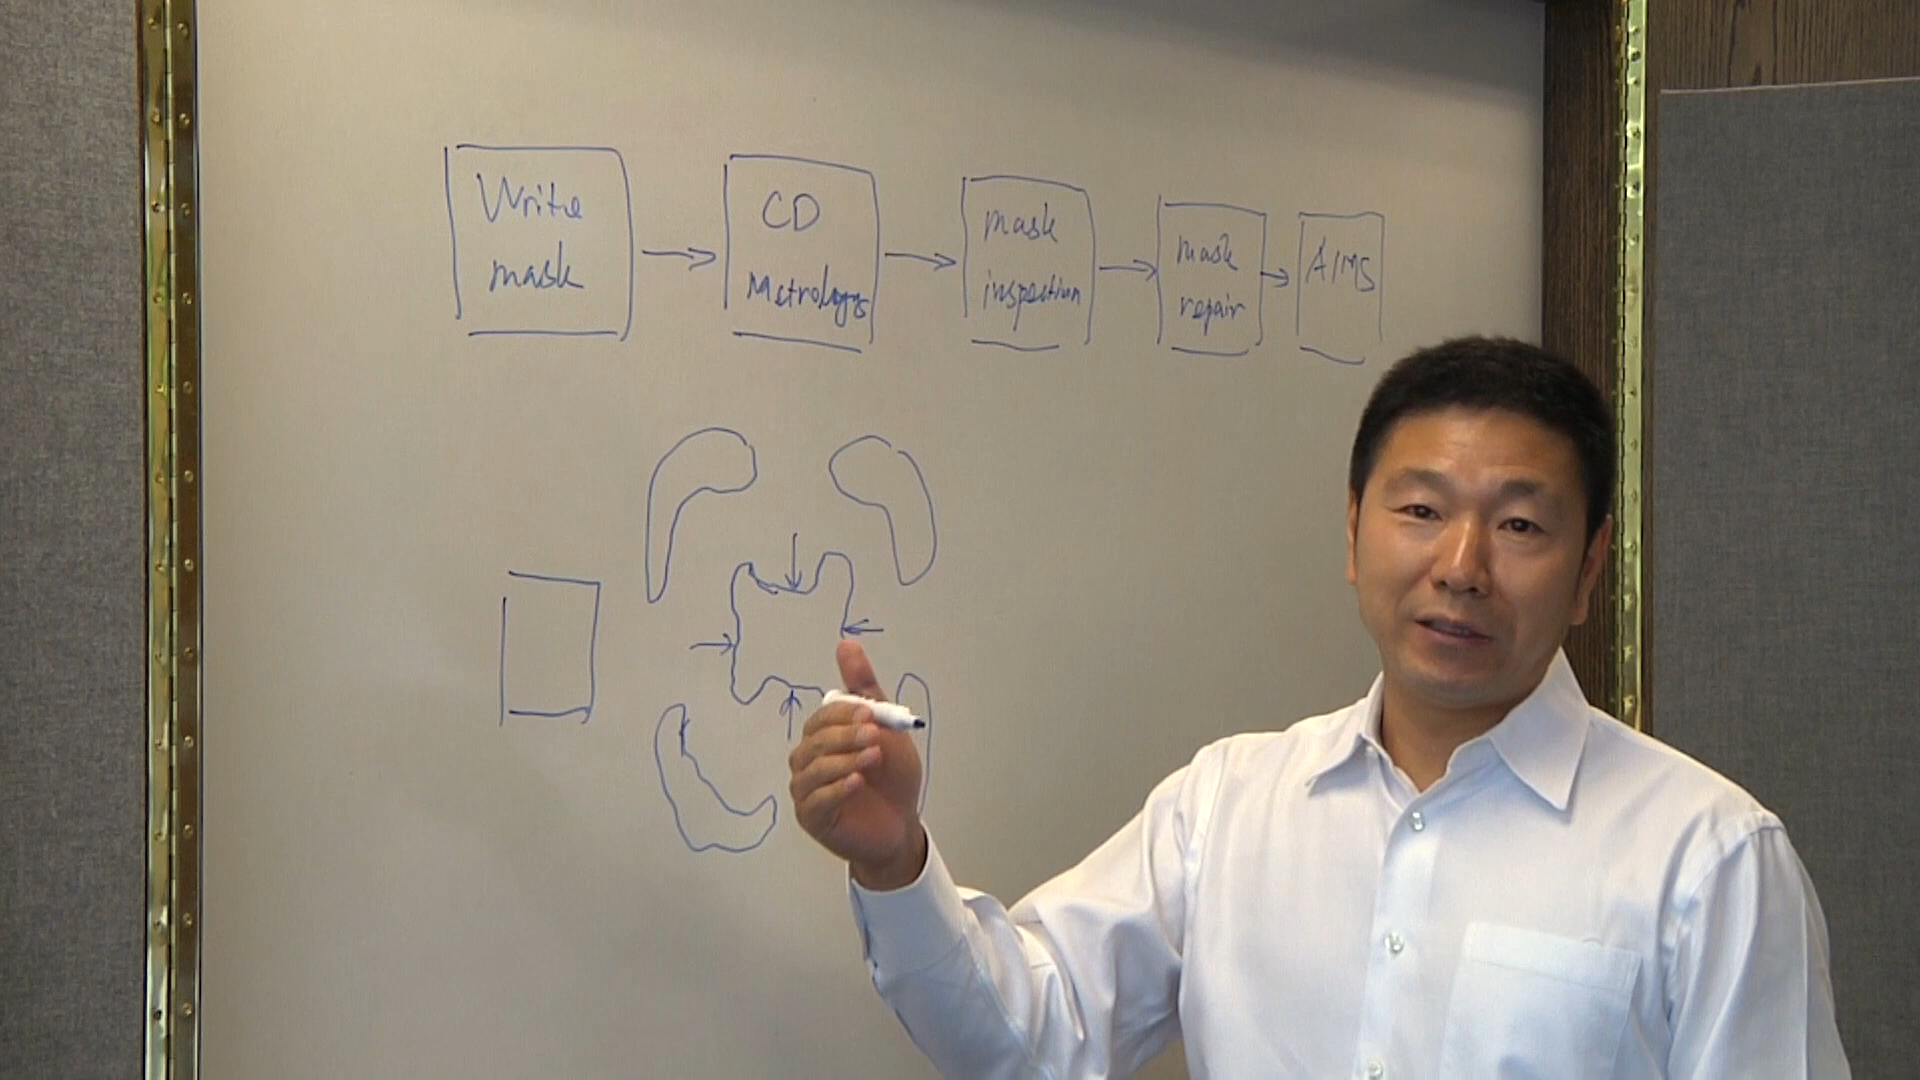 Write
mask
CD
Metrology
mask
inspection
mask
repair
AIMS